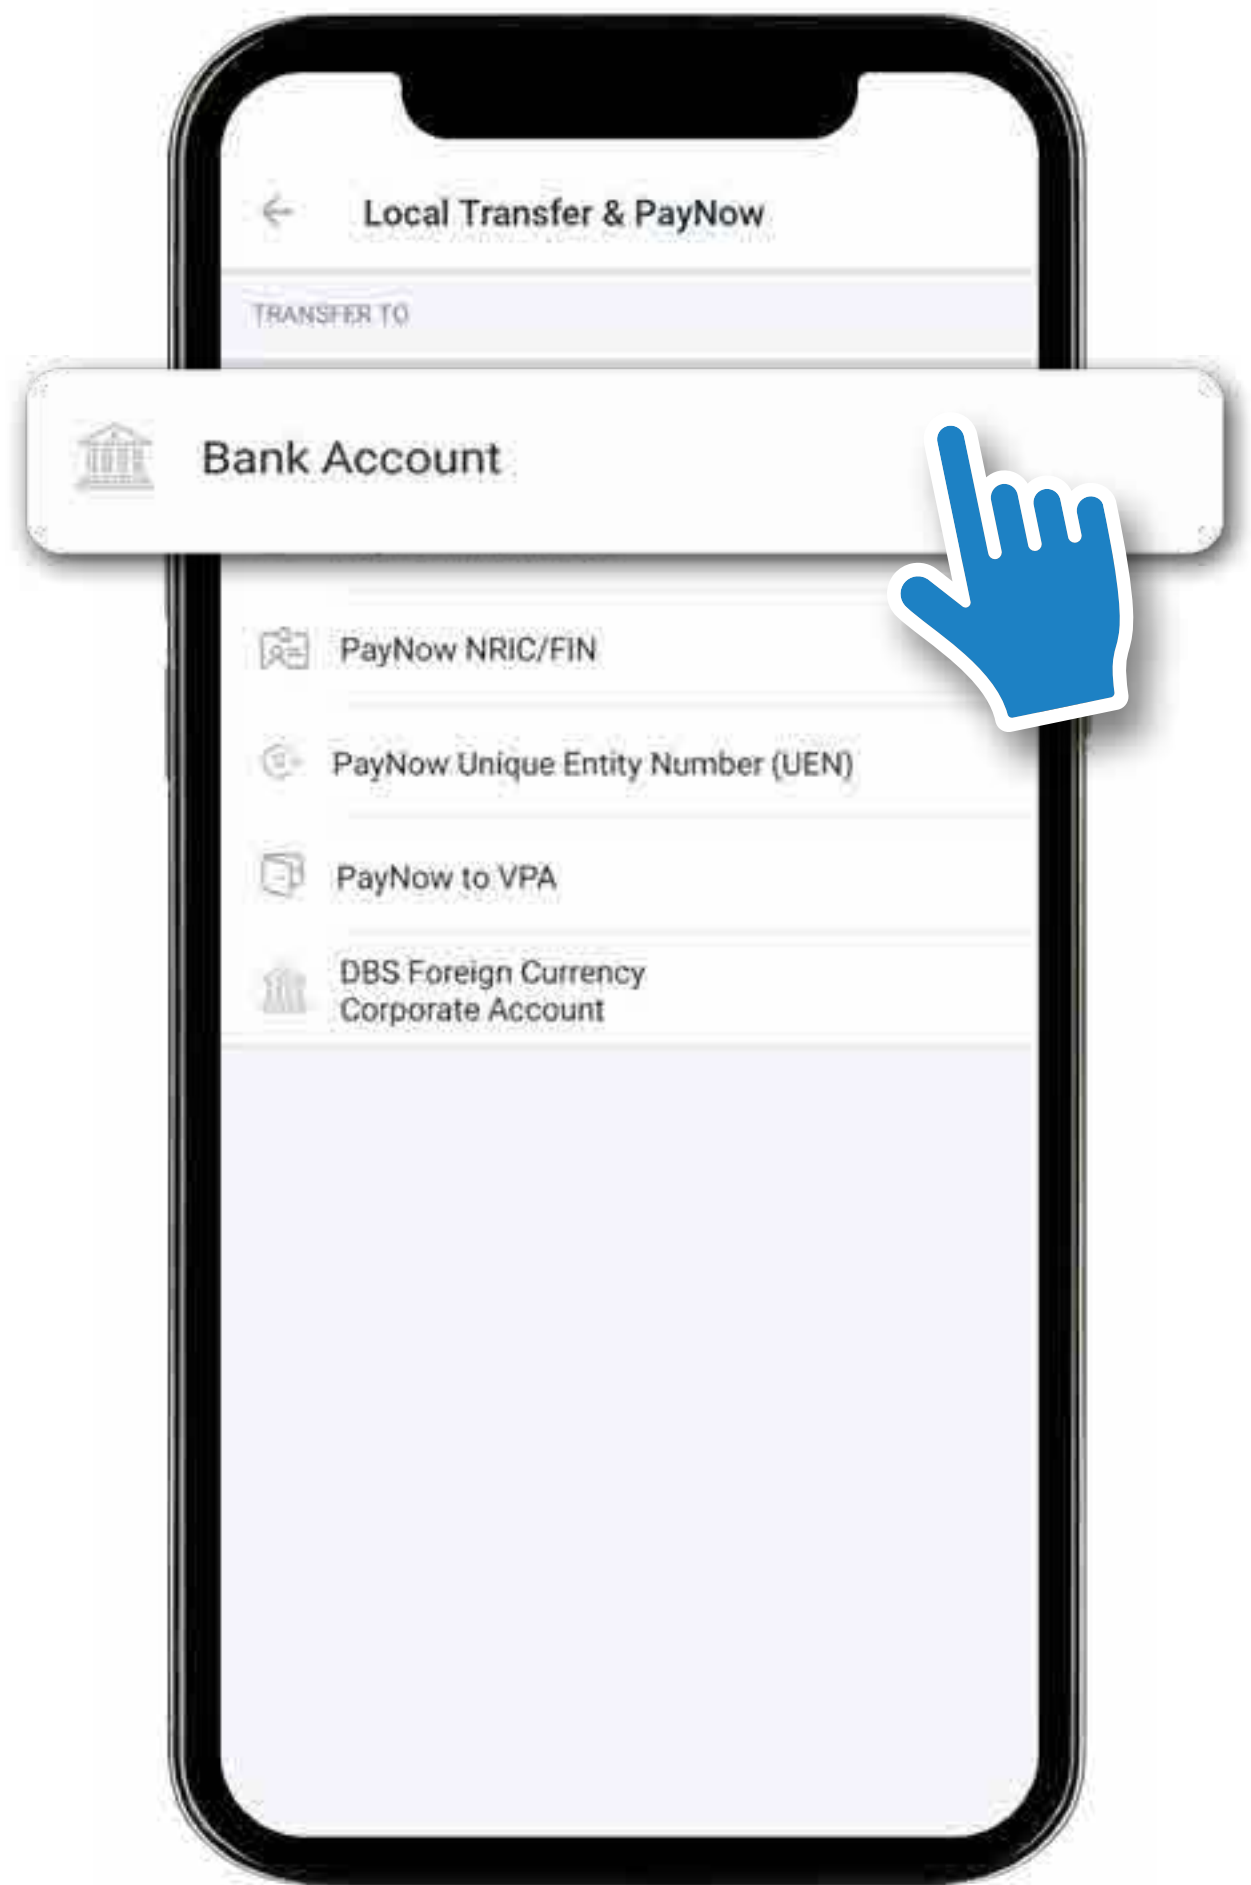 Local Transfer & PayNow
TRANSFER TO
Bank Account
PayNow NRIC/FIN
PayNow Unique Entity Number (UEN)
PayNow to VPA
DBS Foreign Currency
Corporate Account